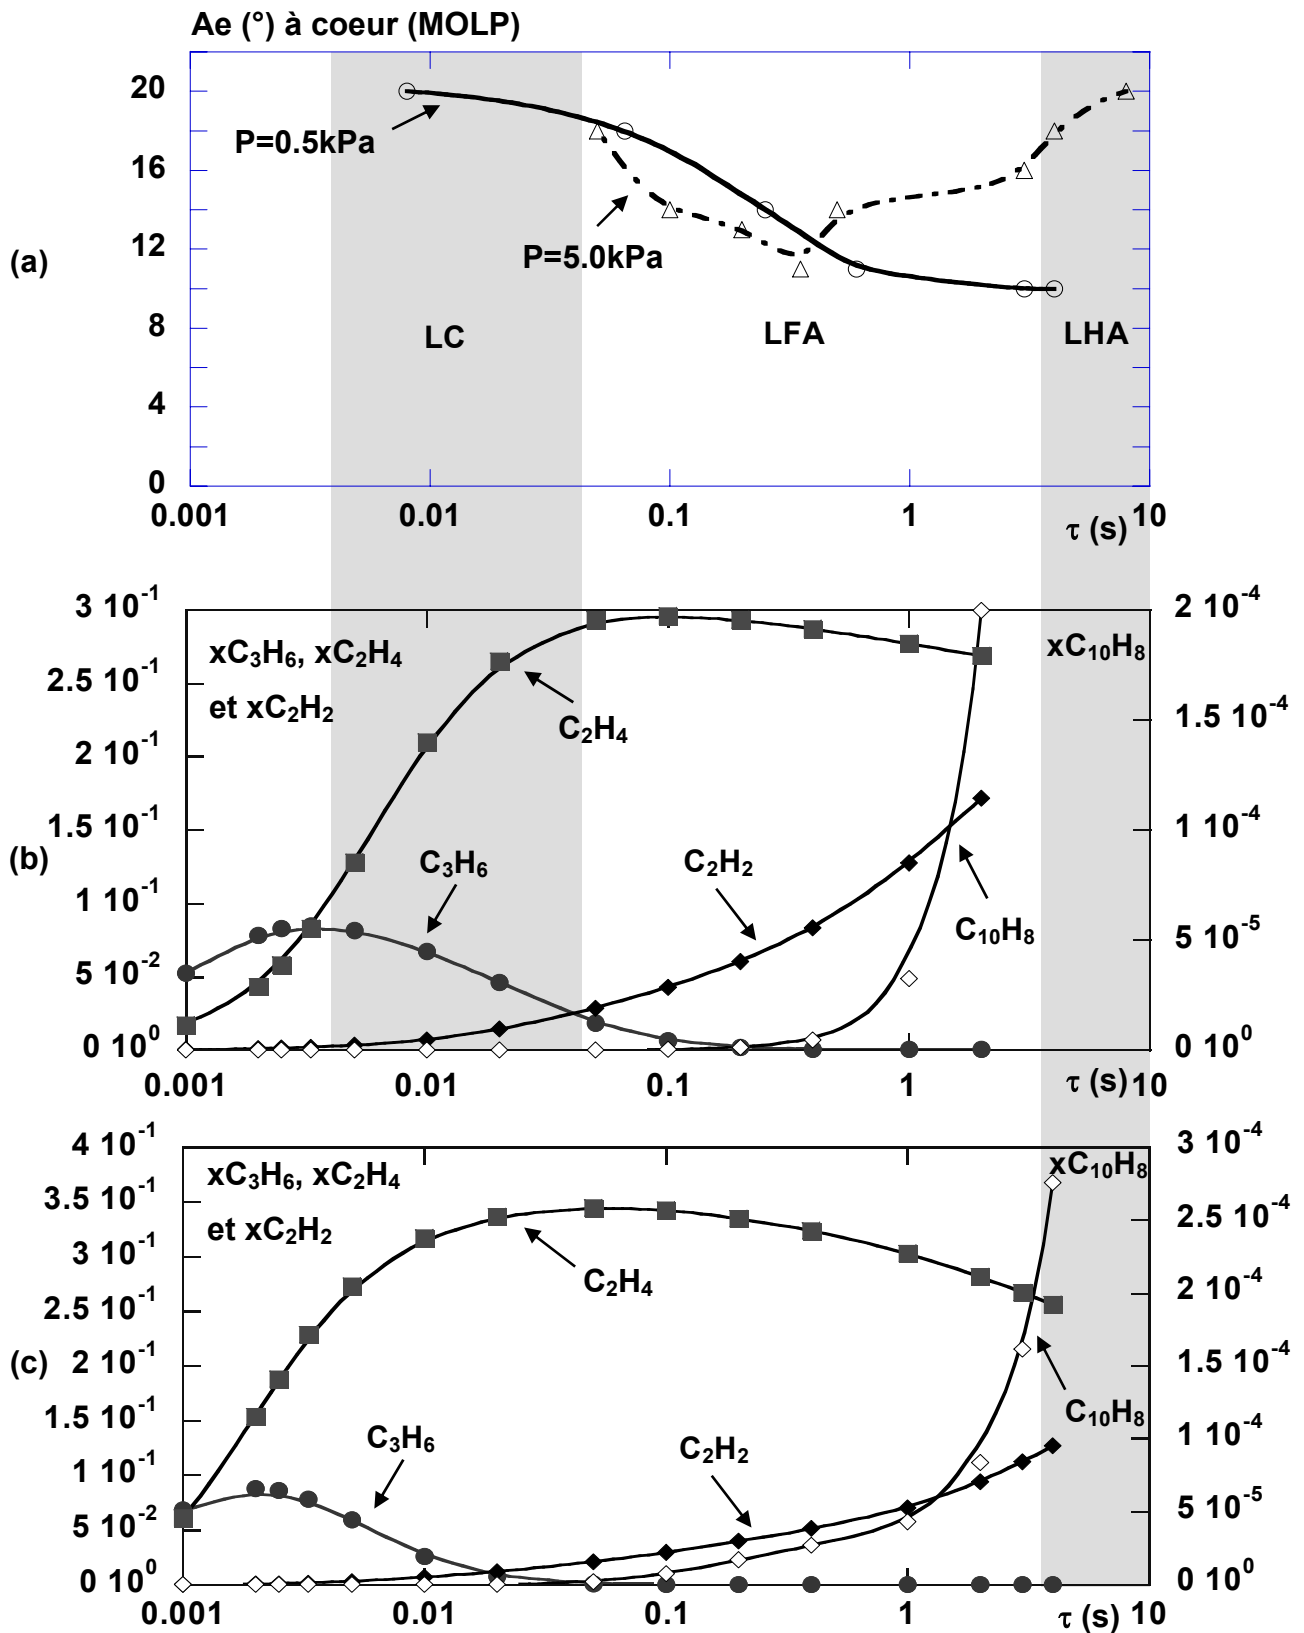 Ae (°) à coeur (MOLP)
20
16
12
8
4
0
P=0.5kPa
P=5.0kPa
(a)
LC
LFA
LHA
0.001
0.01
0.1
1
10
τ (s)
3 10⁻¹
2.5 10⁻¹
2 10⁻¹
1.5 10⁻¹
1 10⁻¹
5 10⁻²
0 10⁰
(b)
xC₃H₆, xC₂H₄
et xC₂H₂
C₂H₄
C₃H₆
C₂H₂
C₁₀H₈
xC₁₀H₈
2 10⁻⁴
1.5 10⁻⁴
1 10⁻⁴
5 10⁻⁵
0 10⁰
0.001
0.01
0.1
1
10
τ (s)
4 10⁻¹
3.5 10⁻¹
3 10⁻¹
2.5 10⁻¹
2 10⁻¹
1.5 10⁻¹
1 10⁻¹
5 10⁻²
0 10⁰
(c)
xC₃H₆, xC₂H₄
et xC₂H₂
C₂H₄
C₃H₆
C₂H₂
C₁₀H₈
xC₁₀H₈
3 10⁻⁴
2.5 10⁻⁴
2 10⁻⁴
1.5 10⁻⁴
1 10⁻⁴
5 10⁻⁵
0 10⁰
0.001
0.01
0.1
1
10
τ (s)